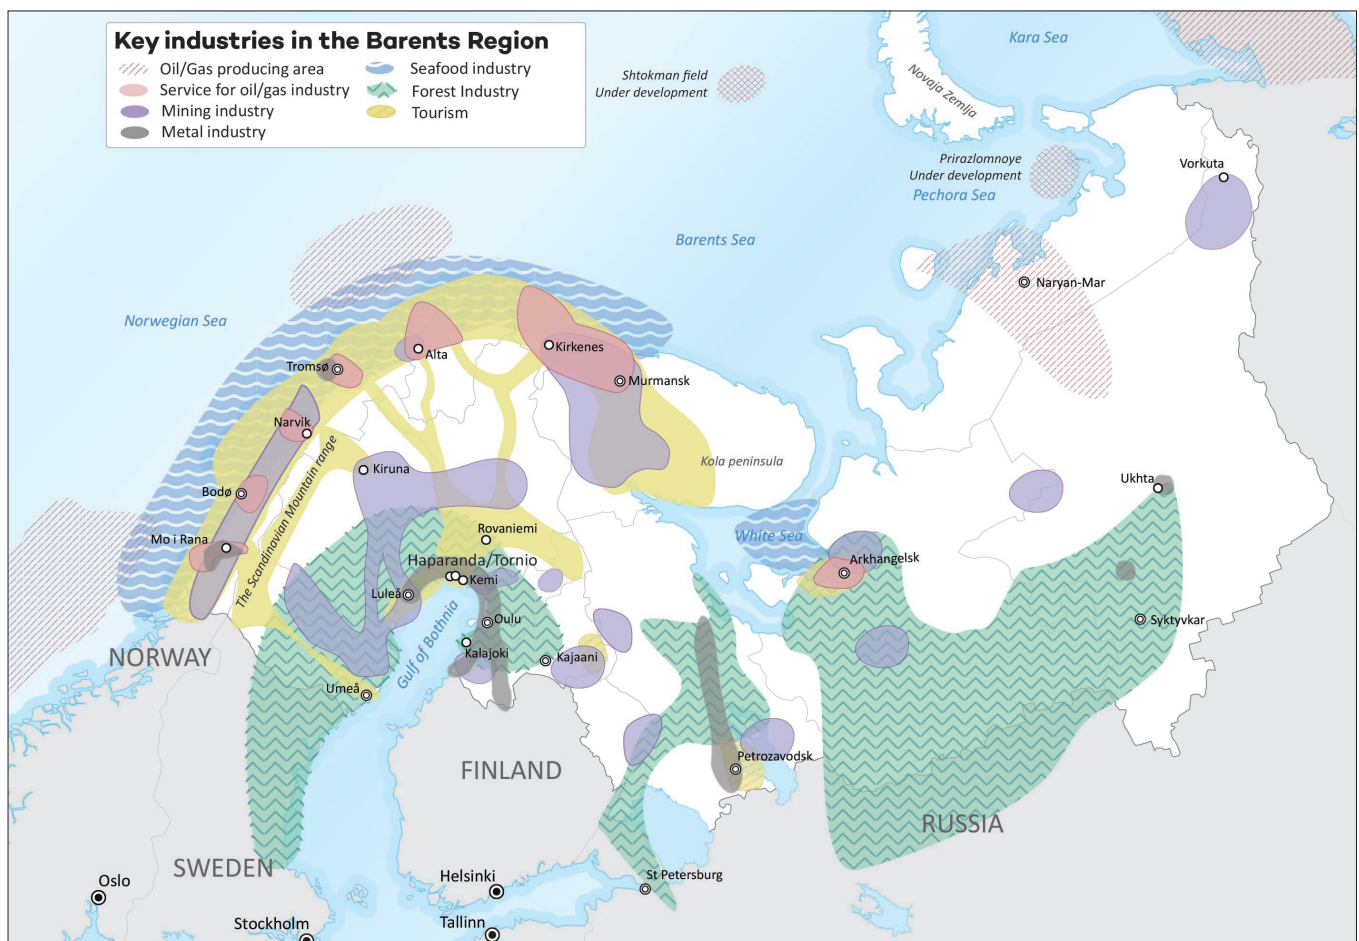 Key industries in the Barents Region
Oil/Gas producing area
Service for oil/gas industry
Mining industry
Metal industry
Seafood industry
Forest Industry
Tourism
Kara Sea
Novaja Zemlja
Shtokman field
Under development
Prirazlomnoye
Under development
Pechora Sea
Vorkuta
Barents Sea
Naryan-Mar
Norwegian Sea
Alta
Kirkenes
Tromsø
Murmansk
Narvik
Kola peninsula
Kiruna
The Scandinavian Mountain range
Bodø
Ukhta
Mo i Rana
Rovaniemi
White Sea
Haparanda/Tornio
Arkhangelsk
Kemi
Luleå
Oulu
Syktyvkar
Gulf of Bothnia
Kalajoki
Kajaani
NORWAY
Umeå
Petrozavodsk
FINLAND
RUSSIA
SWEDEN
St Petersburg
Oslo
Helsinki
Stockholm
Tallinn